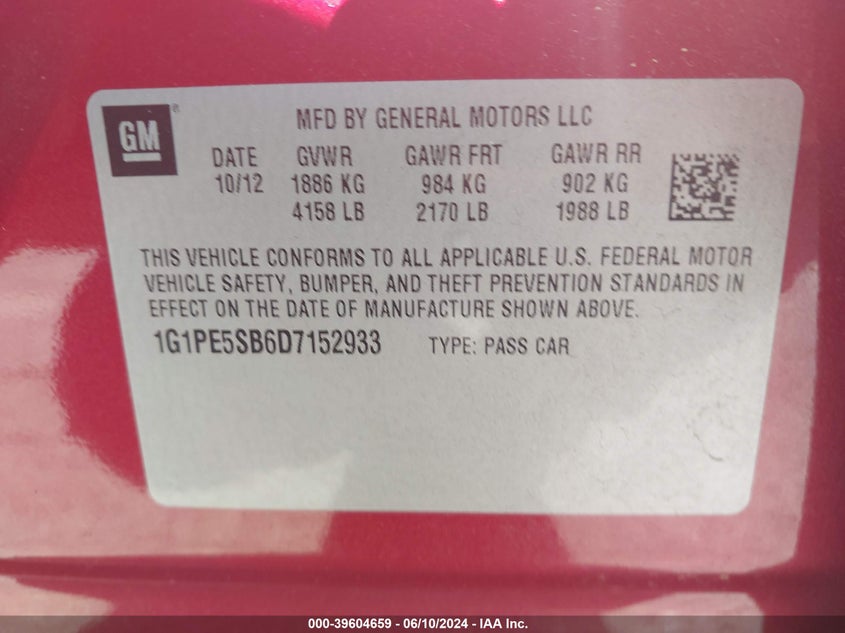 GM®
MFD BY GENERAL MOTORS LLC
DATE GVWR GAWR FRT GAWR RR
10/12 1886 KG 984 KG 902 KG
4158 LB 2170 LB 1988 LB
THIS VEHICLE CONFORMS TO ALL APPLICABLE U.S. FEDERAL MOTOR
VEHICLE SAFETY, BUMPER, AND THEFT PREVENTION STANDARDS IN
EFFECT ON THE DATE OF MANUFACTURE SHOWN ABOVE.
1G1PE5SB6D7152933 TYPE: PASS CAR
000-39604659 - 06/10/2024 - IAA Inc.